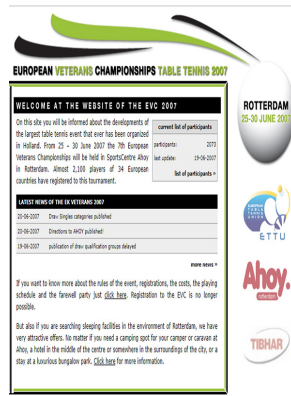 EUROPEAN VETERANS CHAMPIONSHIPS TABLE TENNIS 2007
WELCOME AT THE WEBSITE OF THE EVC 2007
On this site you will be informed about the developments of
the largest table tennis event that ever has been organized
in Holland. From 25 - 30 June 2007 the 7th European
Veterans Championships will be held in SportsCentre Ahoy
in Rotterdam. Almost 2,100 players of 34 European
countries have registered to this tournament.
current list of participants
participants: 2073
last update: 19-06-2007
list of participants »
LATEST NEWS OF THE EK VETERANS 2007
20-06-2007 Draw Singles categories published!
20-06-2007 Directions to AHOY published!
19-06-2007 publication of draw qualification groups delayed
more news »
If you want to know more about the rules of the event, registrations, the costs, the playing
schedule and the farewell party just click here. Registration to the EVC is no longer
possible.
But also if you are searching sleeping facilities in the environment of Rotterdam, we have
very attractive offers. No matter if you need a camping spot for your camper or caravan at
Ahoy, a hotel in the middle of the centre or somewhere in the surroundings of the city, or a
stay at a luxurious bungalow park. Click here for more information.
ROTTERDAM
25-30 JUNE 2007
EUROPEAN
TABLE TENNIS
UNION
ETTU
Ahoy.
rotterdam
TIBHAR